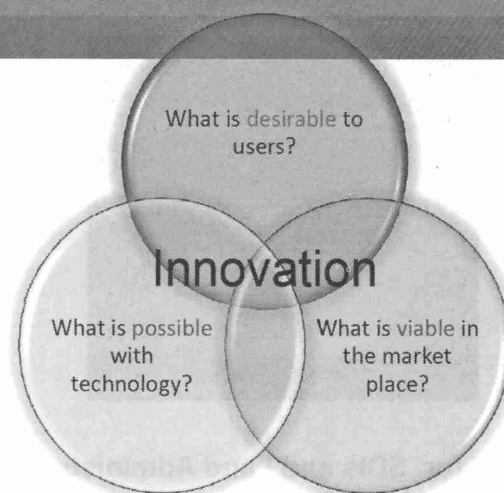 What is desirable to
users?
Innovation
What is possible
with
technology?
What is viable in
the market
place?